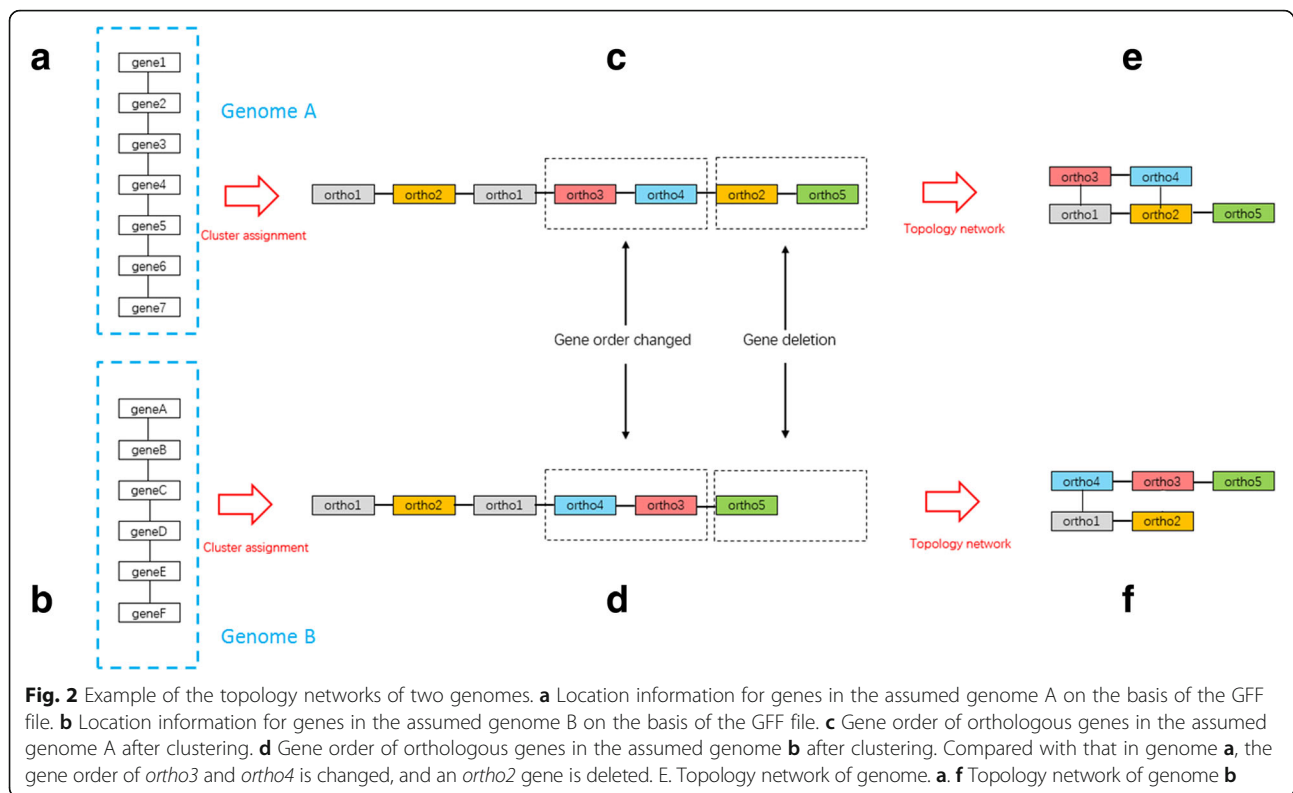 a
c
e
gene1
gene2
gene3
gene4
gene5
gene6
gene7
Genome A
Cluster assignment
ortho1 ortho2 ortho1 ortho3 ortho4 ortho2 ortho5
Topology network
ortho3 ortho4
ortho1 ortho2 ortho5
Gene order changed
Gene deletion
geneA
geneB
geneC
geneD
geneE
geneF
Genome B
Cluster assignment
ortho1 ortho2 ortho1 ortho4 ortho3 ortho5
Topology network
ortho4 ortho3 ortho5
ortho1 ortho2
b
d
f
Fig. 2 Example of the topology networks of two genomes. a Location information for genes in the assumed genome A on the basis of the GFF
file. b Location information for genes in the assumed genome B on the basis of the GFF file. c Gene order of orthologous genes in the assumed
genome A after clustering. d Gene order of orthologous genes in the assumed genome b after clustering. Compared with that in genome a, the
gene order of ortho3 and ortho4 is changed, and an ortho2 gene is deleted. E. Topology network of genome. a. f Topology network of genome b